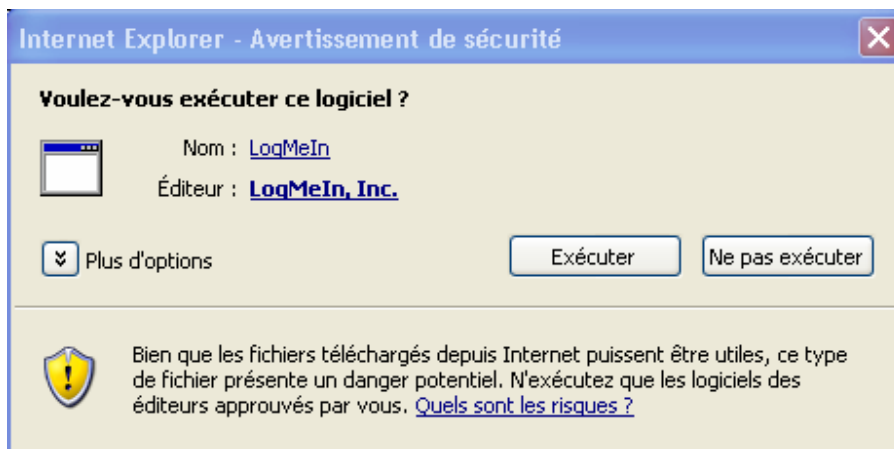 Internet Explorer - Avertissement de sécurité
Voulez-vous exécuter ce logiciel ?
Nom : LogMeIn
Éditeur : LogMeIn, Inc.
Plus d'options
Exécuter
Ne pas exécuter
Bien que les fichiers téléchargés depuis Internet puissent être utiles, ce type
de fichier présente un danger potentiel. N'exécutez que les logiciels des
éditeurs approuvés par vous. Quels sont les risques ?